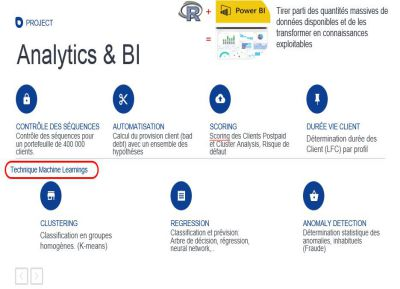 PROJECT
Analytics & BI
R + Power BI
=
Tirer parti des quantités massives de
données disponibles et de les
transformer en connaissances
exploitables
CONTRÔLE DES SÉQUENCES
Contrôle des séquences pour
un portefeuille de 400 000
clients.
AUTOMATISATION
Calcul du provision client (bad
debt) avec un ensemble des
hypothèses
SCORING
Scoring des Clients Postpaid
et Cluster Analysis, Risque de
défaut
DURÉE VIE CLIENT
Détermination durée des
Client (LFC) par profil
Technique Machine Learnings
CLUSTERING
Classification en groupes
homogènes. (K-means)
REGRESSION
Classification et prévision.
Arbre de décision, régression,
neural network,..
ANOMALY DETECTION
Détermination statistique des
anomalies, inhabituels
(Fraude)